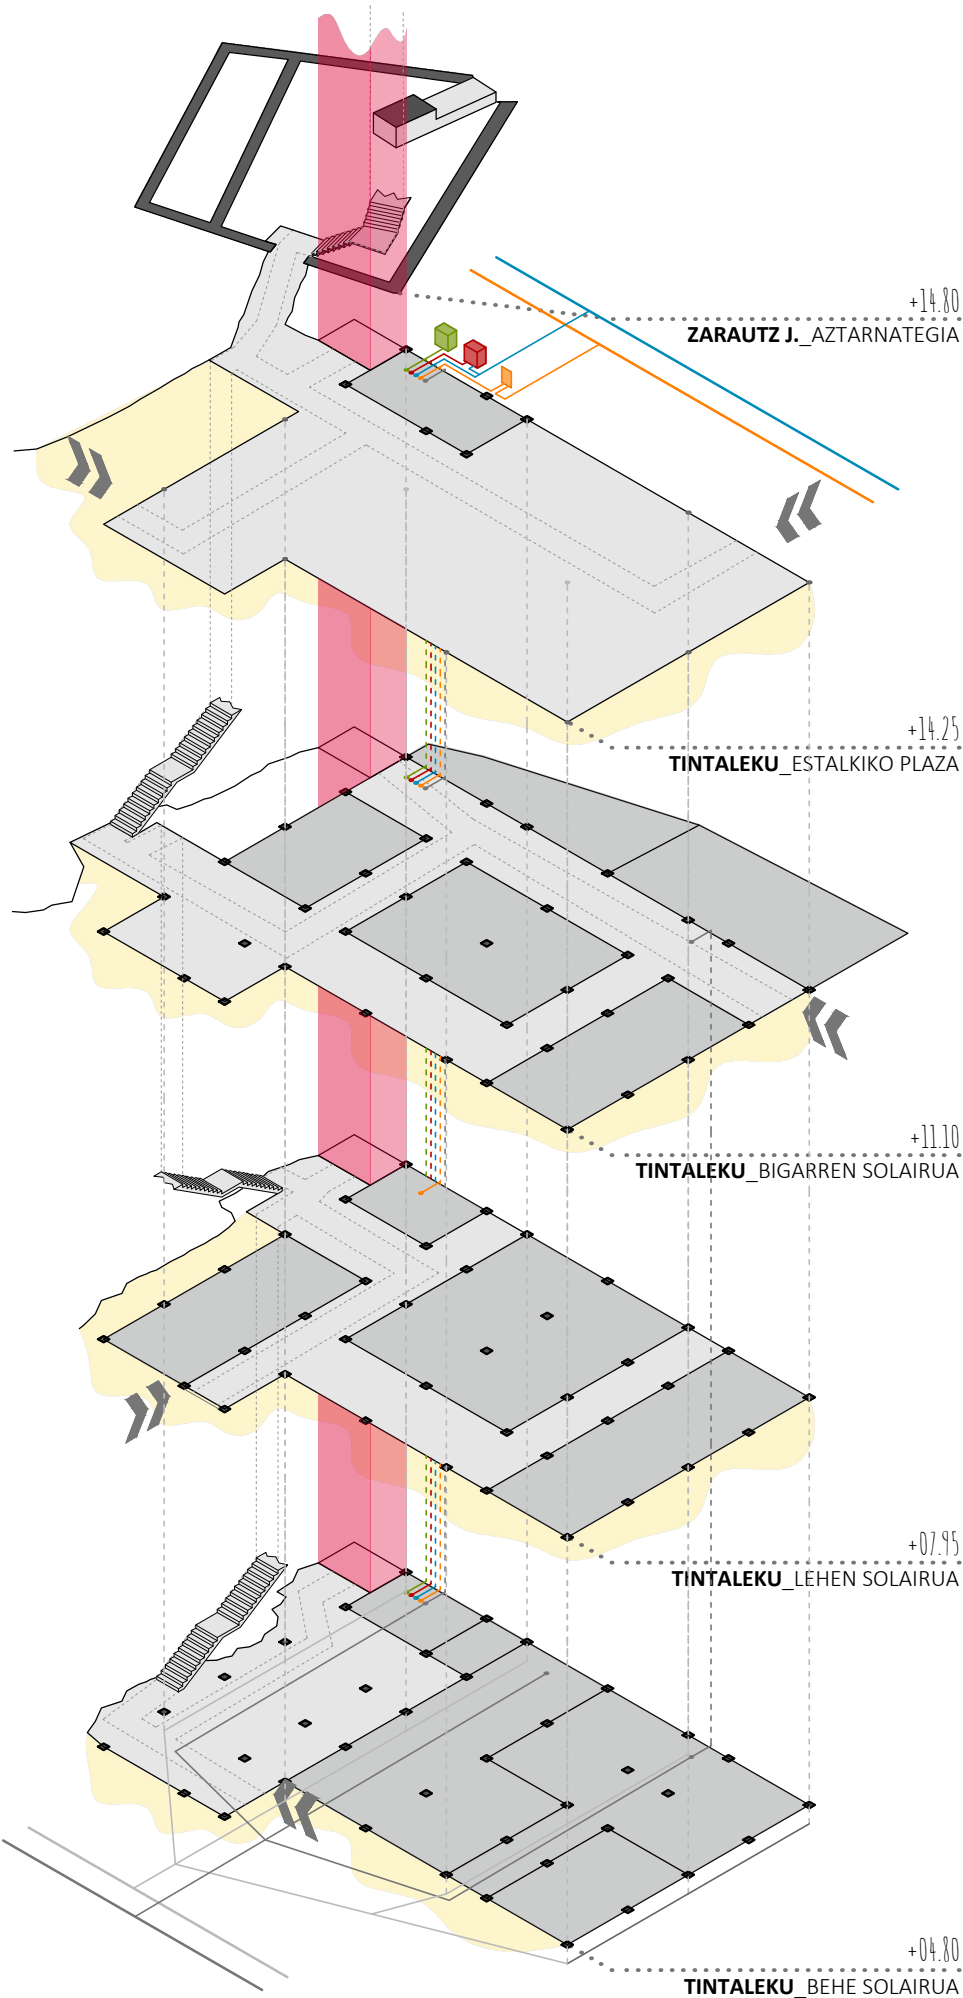 +14.80
ZARAUTZ J._AZTARNATEGIA
+14.25
TINTALEKU_ESTALKIKO PLAZA
+11.10
TINTALEKU_BIGARREN SOLAIRUA
+07.95
TINTALEKU_LEHEN SOLAIRUA
+04.80
TINTALEKU_BEHE SOLAIRUA